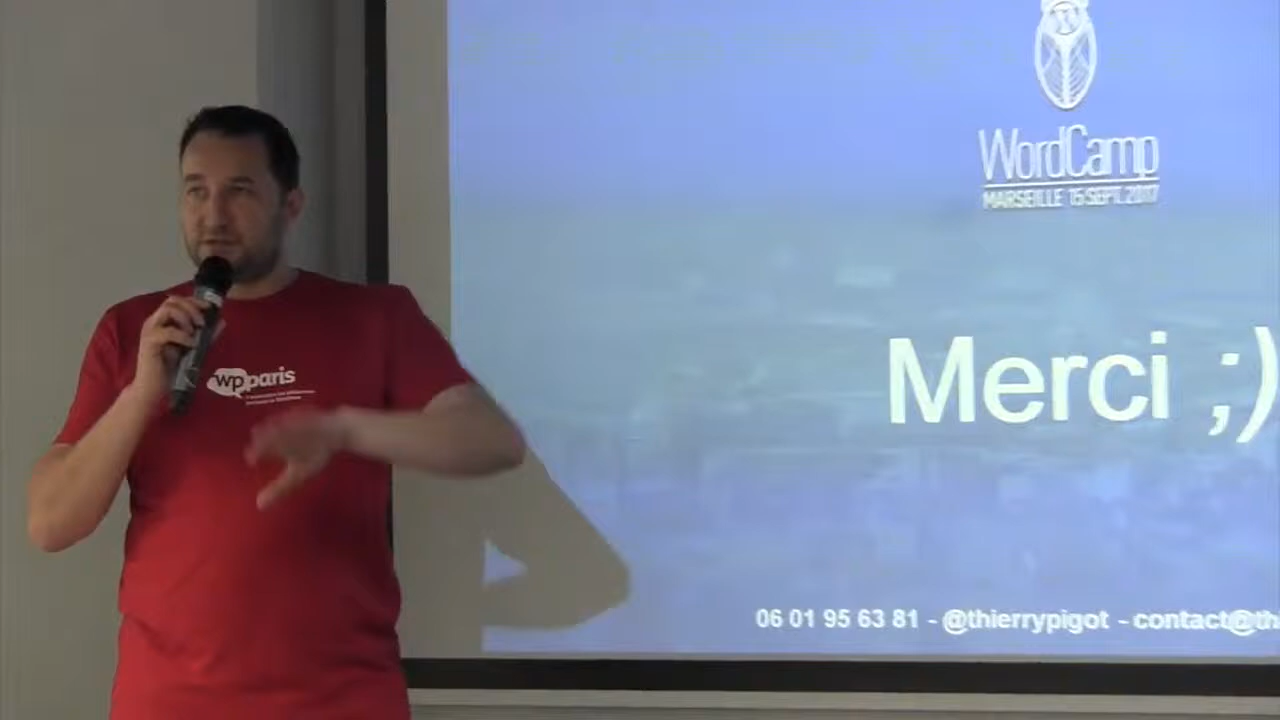 WordCamp
MARSEILLE 15 SEPT. 2017
wpparis
Merci ;)
06 01 95 63 81 - @thierrypigot - contact@th